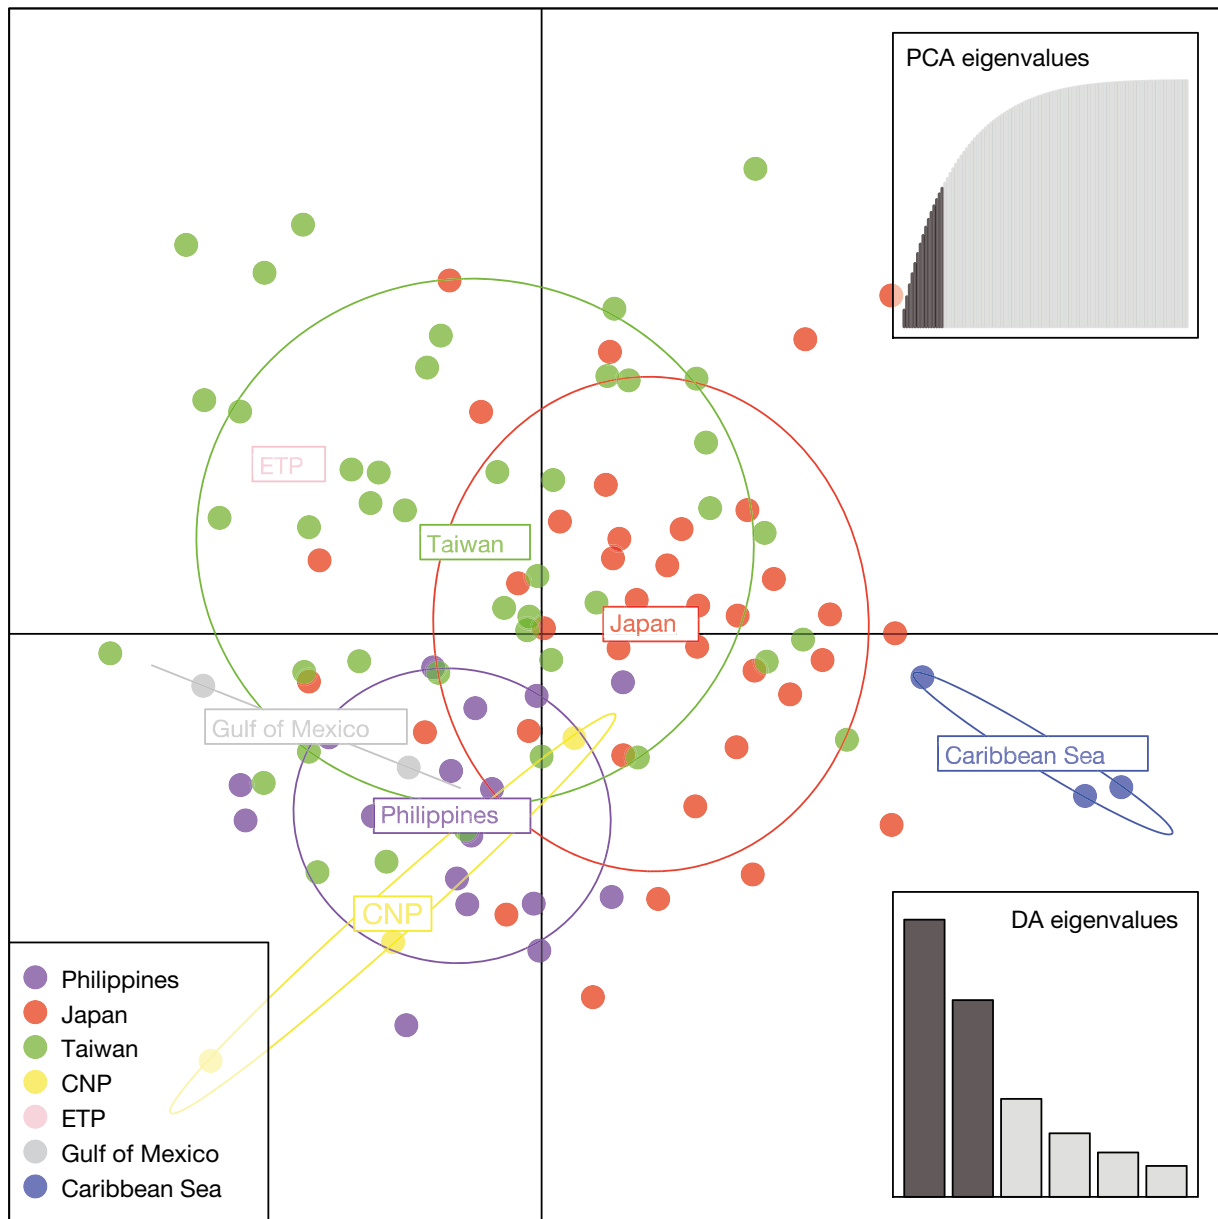 PCA eigenvalues
ETP
Taiwan
Japan
Gulf of Mexico
Caribbean Sea
Philippines
CNP
DA eigenvalues
Philippines
Japan
Taiwan
CNP
ETP
Gulf of Mexico
Caribbean Sea